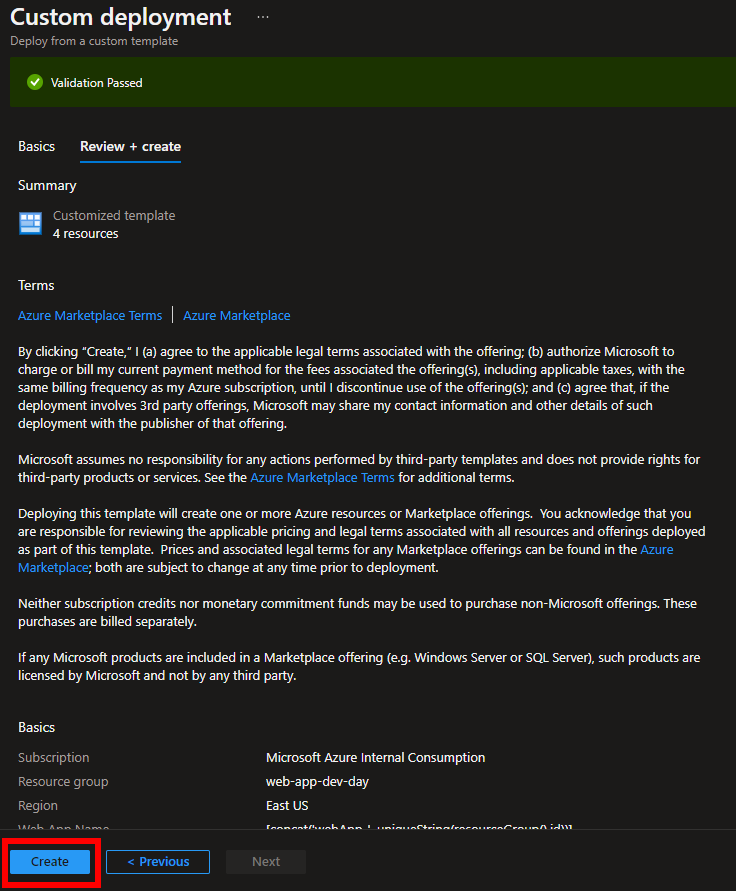 Custom deployment ...
Deploy from a custom template
Validation Passed
Basics Review + create
Summary
Customized template
4 resources
Terms
Azure Marketplace Terms | Azure Marketplace
By clicking “Create,” I (a) agree to the applicable legal terms associated with the offering; (b) authorize Microsoft to
charge or bill my current payment method for the fees associated the offering(s), including applicable taxes, with the
same billing frequency as my Azure subscription, until I discontinue use of the offering(s); and (c) agree that, if the
deployment involves 3rd party offerings, Microsoft may share my contact information and other details of such
deployment with the publisher of that offering.
Microsoft assumes no responsibility for any actions performed by third-party templates and does not provide rights for
third-party products or services. See the Azure Marketplace Terms for additional terms.
Deploying this template will create one or more Azure resources or Marketplace offerings.  You acknowledge that you
are responsible for reviewing the applicable pricing and legal terms associated with all resources and offerings deployed
as part of this template.  Prices and associated legal terms for any Marketplace offerings can be found in the Azure
Marketplace; both are subject to change at any time prior to deployment.
Neither subscription credits nor monetary commitment funds may be used to purchase non-Microsoft offerings. These
purchases are billed separately.
If any Microsoft products are included in a Marketplace offering (e.g. Windows Server or SQL Server), such products are
licensed by Microsoft and not by any third party.
Basics
Subscription Microsoft Azure Internal Consumption
Resource group web-app-dev-day
Region East US
Web App Name [concat('webApp-', uniqueString(resourceGroup().id))]
Create < Previous Next